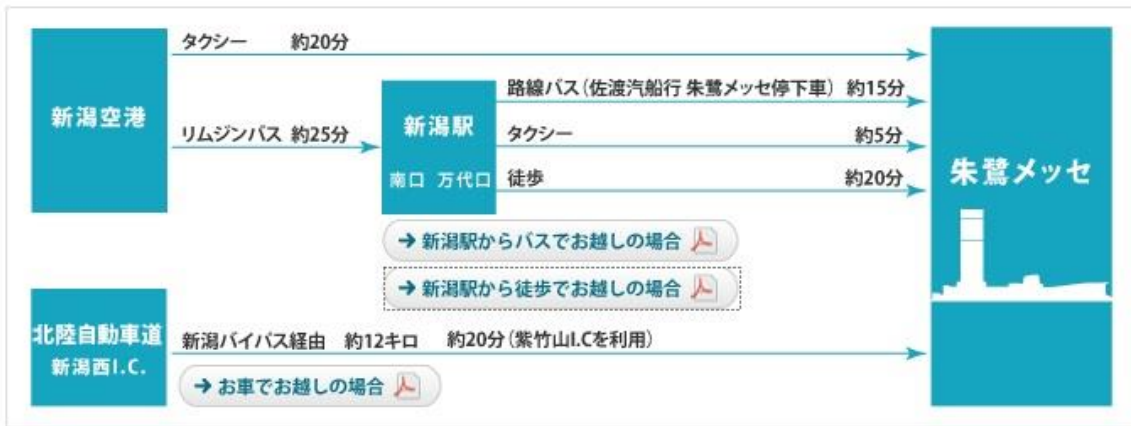 タクシー 約20分
新潟空港
リムジンバス 約25分
新潟駅
南口 万代口
路線バス（佐渡汽船行 朱鷺メッセ停下車） 約15分
タクシー 約5分
徒歩 約20分
朱鷺メッセ
→ 新潟駅からバスでお越しの場合
→ 新潟駅から徒歩でお越しの場合
北陸自動車道
新潟西I.C.
新潟バイパス経由 約12キロ 約20分（紫竹山I.Cを利用）
→ お車でお越しの場合